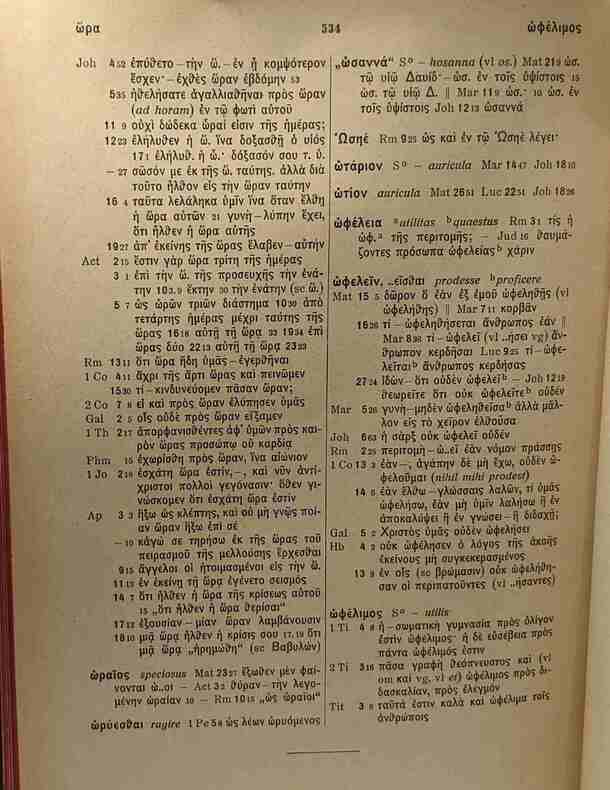 ὥρα 534 ὠφέλιμος
Joh 4 52 ἐπύθετο – τὴν ὥ. – ἐν ᾗ κομψότερον
ἔσχεν· – ἐχθὲς ὥραν ἑβδόμην 53
5 35 ἠθελήσατε ἀγαλλιαθῆναι πρὸς ὥραν
(ad horam) ἐν τῷ φωτὶ αὐτοῦ
11 9 οὐχὶ δώδεκα ὧραί εἰσιν τῆς ἡμέρας;
12 23 ἐλήλυθεν ἡ ὥ. ἵνα δοξασθῇ ὁ υἱός
17 1 ἐλήλυθ. ἡ ὥ.· δόξασόν σου τ. ὑ.
– 27 σῶσόν με ἐκ τῆς ὥ. ταύτης. ἀλλὰ διὰ
τοῦτο ἦλθον εἰς τὴν ὥραν ταύτην
16 4 ταῦτα λελάληκα ὑμῖν ἵνα ὅταν ἔλθῃ
ἡ ὥρα αὐτῶν 21 γυνὴ – λύπην ἔχει,
ὅτι ἦλθεν ἡ ὥρα αὐτῆς
19 27 ἀπ' ἐκείνης τῆς ὥρας ἔλαβεν – αὐτήν
Act 2 15 ἔστιν γὰρ ὥρα τρίτη τῆς ἡμέρας
3 1 ἐπὶ τὴν ὥ. τῆς προσευχῆς τὴν ἐνά-
την 10 3. 9 ἕκτην 30 τὴν ἐνάτην (sc ὥ.)
5 7 ὡς ὡρῶν τριῶν διάστημα 10 30 ἀπὸ
τετάρτης ἡμέρας μέχρι ταύτης τῆς
ὥρας 16 18 αὐτῇ τῇ ὥρᾳ 33 19 34 ἐπὶ
ὥρας δύο 22 13 αὐτῇ τῇ ὥρᾳ 23 23
Rm 13 11 ὅτι ὥρα ἤδη ὑμᾶς – ἐγερθῆναι
1 Co 4 11 ἄχρι τῆς ἄρτι ὥρας καὶ πεινῶμεν
15 30 τί – κινδυνεύομεν πᾶσαν ὥραν;
2 Co 7 8 εἰ καὶ πρὸς ὥραν ἐλύπησεν ὑμᾶς
Gal 2 5 οἷς οὐδὲ πρὸς ὥραν εἴξαμεν
1 Th 2 17 ἀπορφανισθέντες ἀφ' ὑμῶν πρὸς και-
ρὸν ὥρας προσώπῳ οὐ καρδίᾳ
Phm 15 ἐχωρίσθη πρὸς ὥραν, ἵνα αἰώνιον
1 Jo 2 18 ἐσχάτη ὥρα ἐστίν, –, καὶ νῦν ἀντί-
χριστοι πολλοὶ γεγόνασιν· ὅθεν γι-
νώσκομεν ὅτι ἐσχάτη ὥρα ἐστίν
Ap 3 3 ἥξω ὡς κλέπτης, καὶ οὐ μὴ γνῷς ποί-
αν ὥραν ἥξω ἐπὶ σέ
– 10 κἀγώ σε τηρήσω ἐκ τῆς ὥρας τοῦ
πειρασμοῦ τῆς μελλούσης ἔρχεσθαι
9 15 ἄγγελοι οἱ ἡτοιμασμένοι εἰς τὴν ὥ.
11 13 ἐν ἐκείνῃ τῇ ὥρᾳ ἐγένετο σεισμός
14 7 ὅτι ἦλθεν ἡ ὥρα τῆς κρίσεως αὐτοῦ
15 „ὅτι ἦλθεν ἡ ὥρα θερίσαι“
17 12 ἐξουσίαν – μίαν ὥραν λαμβάνουσιν
18 10 μιᾷ ὥρᾳ ἦλθεν ἡ κρίσις σου 17. 19 ὅτι
μιᾷ ὥρᾳ „ἠρημώθη“ (sc Βαβυλών)
ὡραῖος speciosus Mat 23 27 ἔξωθεν μὲν φαί-
νονται ὡ..οι – Act 3 2 θύραν – τὴν λεγο-
μένην ὡραίαν 10 – Rm 10 15 „ὡς ὡραῖοι“
ὠρύεσθαι rugire 1 Pe 5 8 ὡς λέων ὠρυόμενος
„ὡσαννά“ S° – hosanna (vl os.) Mat 21 9 ὡσ.
τῷ υἱῷ Δαυίδ· – ὡσ. ἐν τοῖς ὑψίστοις 15
ὡσ. τῷ υἱῷ Δ. ‖ Mar 11 9 ὡσ.· 10 ὡσ. ἐν
τοῖς ὑψίστοις Joh 12 13 ὡσαννά
Ὡσηέ Rm 9 25 ὡς καὶ ἐν τῷ Ὡσηὲ λέγει·
ὠτάριον S° – auricula Mar 14 47 Joh 18 10
ὠτίον auricula Mat 26 51 Luc 22 51 Joh 18 26
ὠφέλεια ᵃutilitas ᵇquaestus Rm 3 1 τίς ἡ
ὠφ.ᵃ τῆς περιτομῆς; – Jud 16 θαυμά-
ζοντες πρόσωπα ὠφελείαςᵇ χάριν
ὠφελεῖν, ..εῖσθαι prodesse ᵇproficere
Mat 15 5 δῶρον ὃ ἐὰν ἐξ ἐμοῦ ὠφεληθῇς (vl
ὠφελήθης) ‖ Mar 7 11 κορβᾶν
16 26 τί – ὠφεληθήσεται ἄνθρωπος ἐὰν ‖
Mar 8 36 τί – ὠφελεῖ (vl ..ήσει vg) ἄν-
θρωπον κερδῆσαι Luc 9 25 τί – ὠφε-
λεῖταιᵇ ἄνθρωπος κερδήσας
27 24 ἰδὼν – ὅτι οὐδὲν ὠφελεῖᵇ – Joh 12 19
θεωρεῖτε ὅτι οὐκ ὠφελεῖτεᵇ οὐδέν
Mar 5 26 γυνὴ – μηδὲν ὠφεληθεῖσαᵇ ἀλλὰ μᾶλ-
λον εἰς τὸ χεῖρον ἐλθοῦσα
Joh 6 63 ἡ σὰρξ οὐκ ὠφελεῖ οὐδέν
Rm 2 25 περιτομὴ – ὠ..εῖ ἐὰν νόμον πράσσῃς
1 Co 13 3 ἐὰν –, ἀγάπην δὲ μὴ ἔχω, οὐδὲν ὠ-
φελοῦμαι (nihil mihi prodest)
14 6 ἐὰν ἔλθω – γλώσσαις λαλῶν, τί ὑμᾶς
ὠφελήσω, ἐὰν μὴ ὑμῖν λαλήσω ἢ ἐν
ἀποκαλύψει ἢ ἐν γνώσει – ἢ διδαχῇ;
Gal 5 2 Χριστὸς ὑμᾶς οὐδὲν ὠφελήσει
Hb 4 2 οὐκ ὠφέλησεν ὁ λόγος τῆς ἀκοῆς
ἐκείνους μὴ συγκεκερασμένος
13 9 ἐν οἷς (sc βρώμασιν) οὐκ ὠφελήθη-
σαν οἱ περιπατοῦντες (vl ..ήσαντες)
ὠφέλιμος S° – utilis
1 Ti 4 8 ἡ – σωματικὴ γυμνασία πρὸς ὀλίγον
ἐστὶν ὠφέλιμος· ἡ δὲ εὐσέβεια πρὸς
πάντα ὠφέλιμός ἐστιν
2 Ti 3 16 πᾶσα γραφὴ θεόπνευστος καὶ (vl
om καὶ vg, vl et) ὠφέλιμος πρὸς δι-
δασκαλίαν, πρὸς ἐλεγμόν
Tit 3 8 ταῦτά ἐστιν καλὰ καὶ ὠφέλιμα τοῖς
ἀνθρώποις